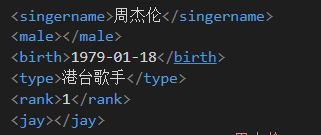 <singername>周杰伦</singername>
<male></male>
<birth>1979-01-18</birth>
<type>港台歌手</type>
<rank>1</rank>
<jay></jay>